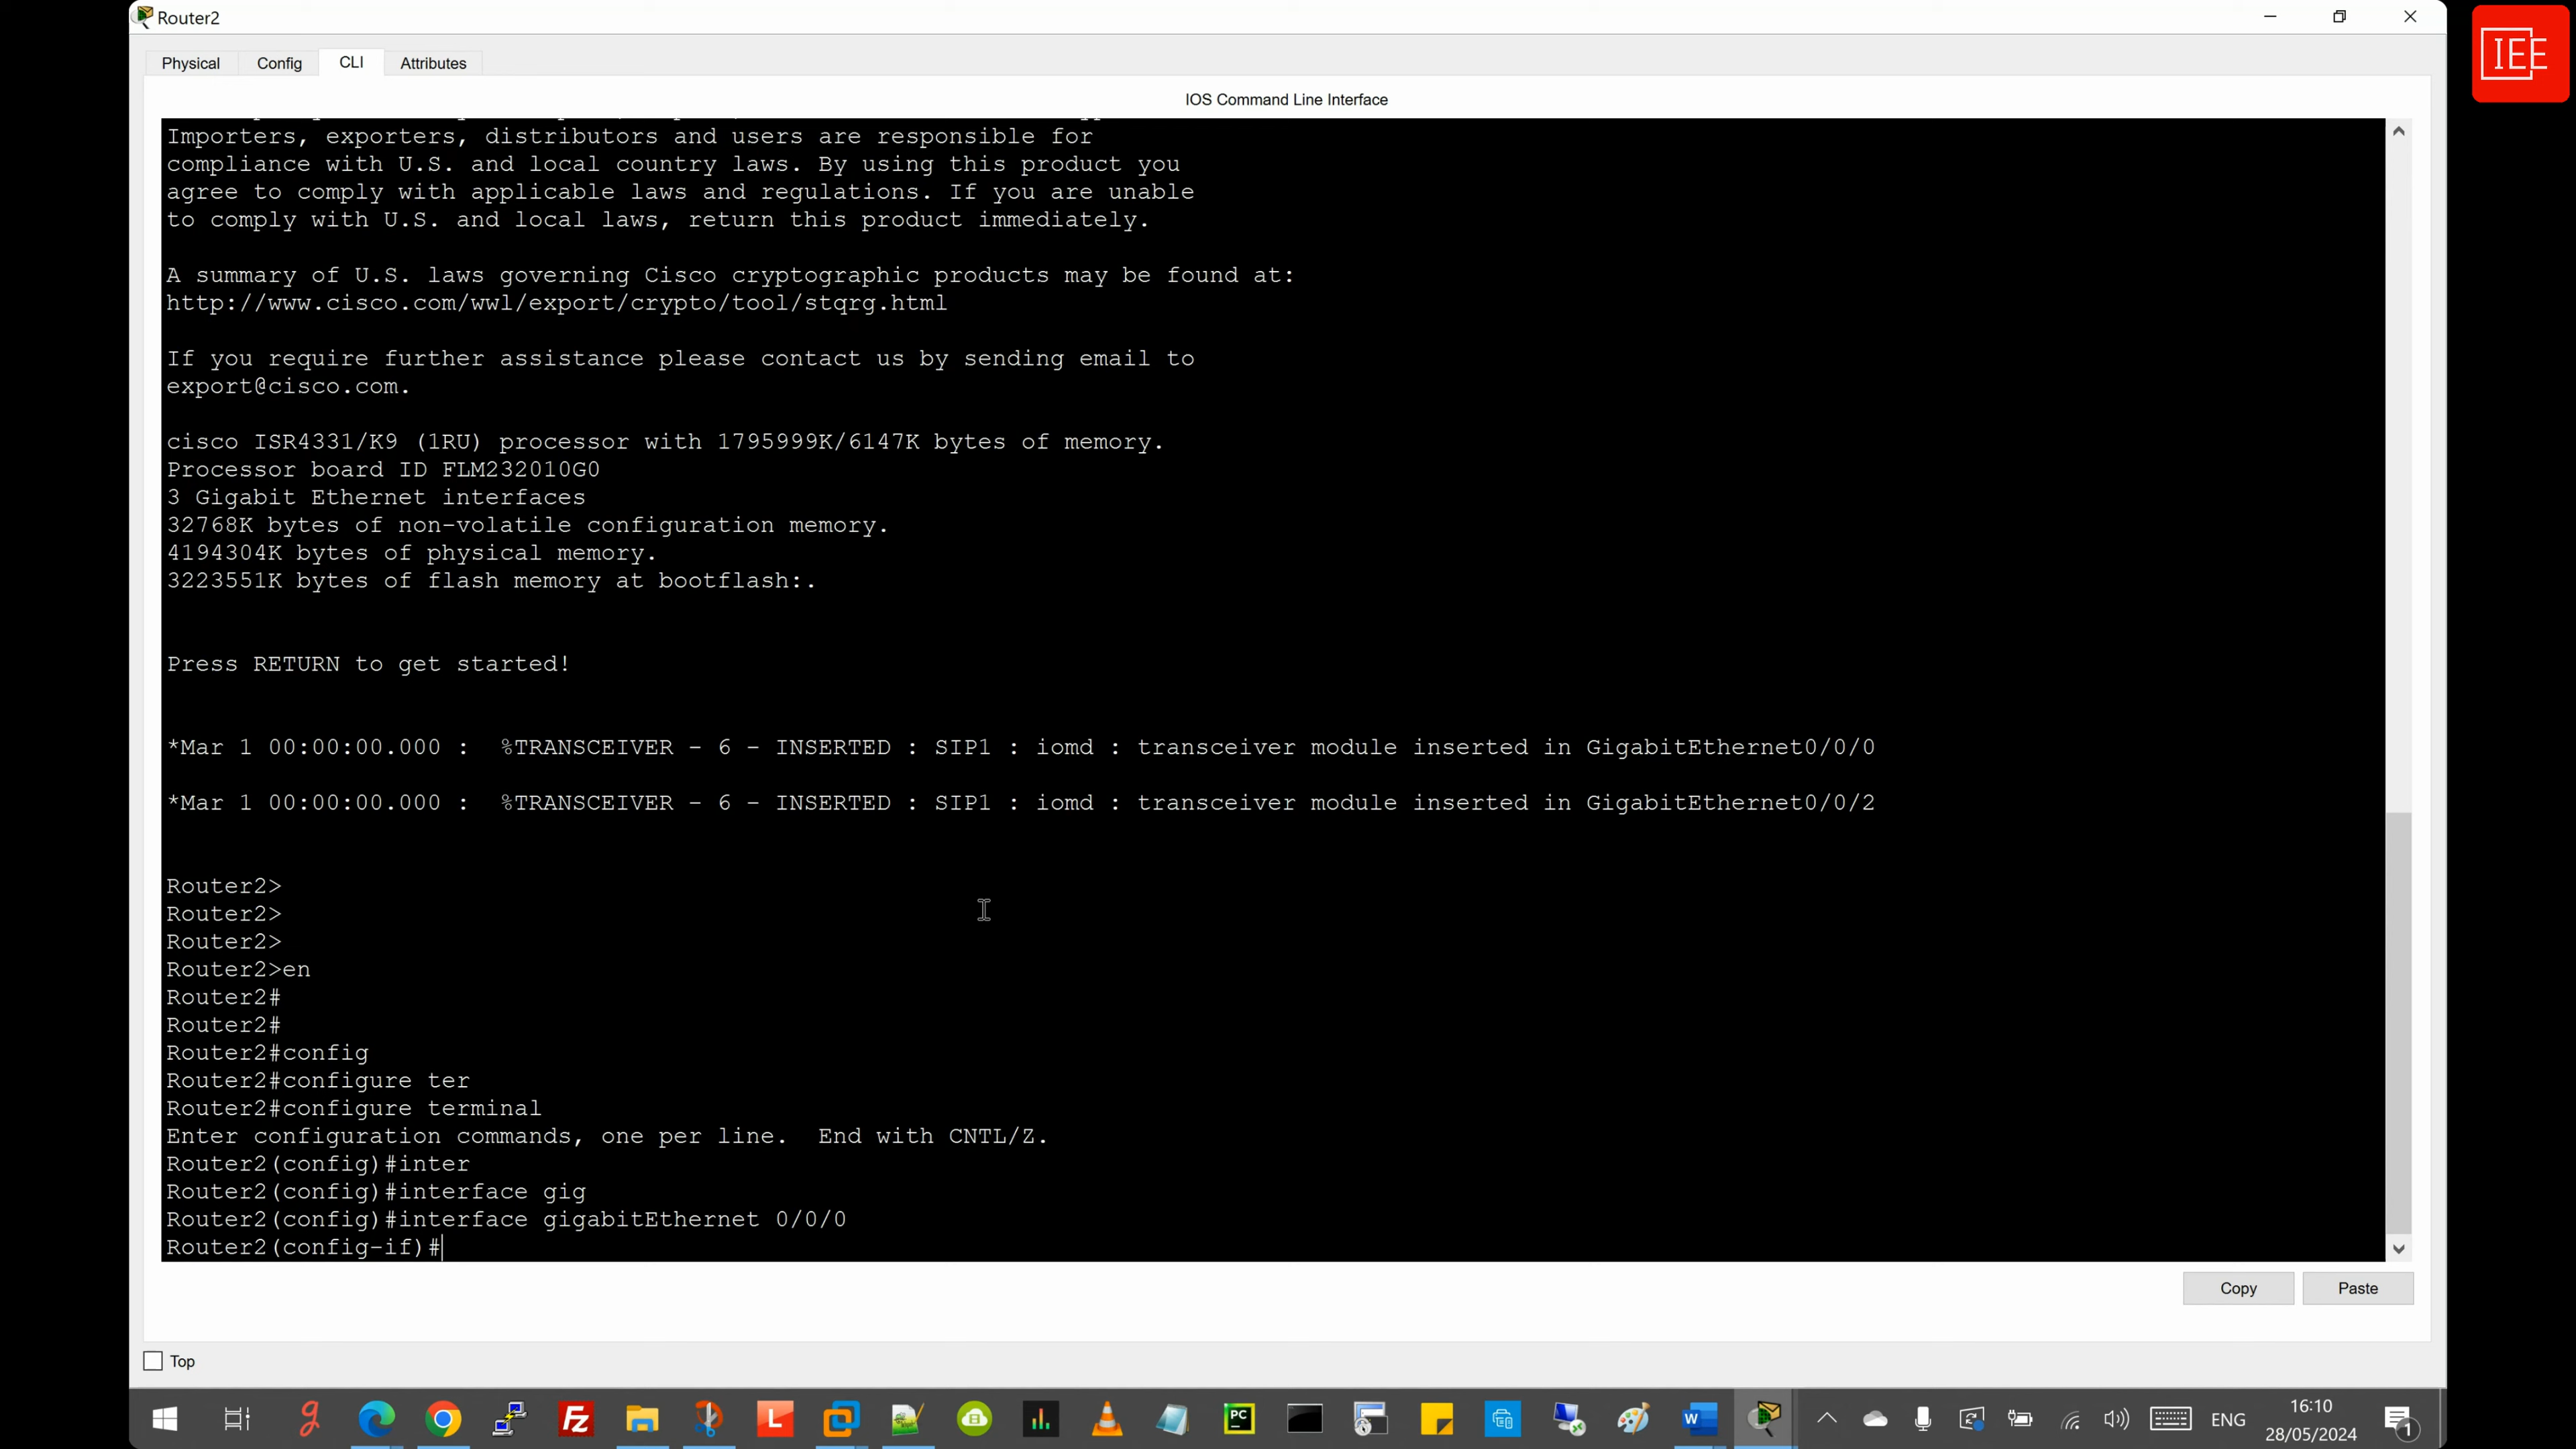 Router2
IEE
Physical Config CLI Attributes
IOS Command Line Interface
Importers, exporters, distributors and users are responsible for
compliance with U.S. and local country laws. By using this product you
agree to comply with applicable laws and regulations. If you are unable
to comply with U.S. and local laws, return this product immediately.
A summary of U.S. laws governing Cisco cryptographic products may be found at:
http://www.cisco.com/wwl/export/crypto/tool/stqrg.html
If you require further assistance please contact us by sending email to
export@cisco.com.
cisco ISR4331/K9 (1RU) processor with 1795999K/6147K bytes of memory.
Processor board ID FLM232010G0
3 Gigabit Ethernet interfaces
32768K bytes of non-volatile configuration memory.
4194304K bytes of physical memory.
3223551K bytes of flash memory at bootflash:.
Press RETURN to get started!
*Mar 1 00:00:00.000 :  %TRANSCEIVER - 6 - INSERTED : SIP1 : iomd : transceiver module inserted in GigabitEthernet0/0/0
*Mar 1 00:00:00.000 :  %TRANSCEIVER - 6 - INSERTED : SIP1 : iomd : transceiver module inserted in GigabitEthernet0/0/2
Router2>
Router2>
Router2>
Router2>en
Router2#
Router2#
Router2#config
Router2#configure ter
Router2#configure terminal
Enter configuration commands, one per line.  End with CNTL/Z.
Router2(config)#inter
Router2(config)#interface gig
Router2(config)#interface gigabitEthernet 0/0/0
Router2(config-if)#
Copy Paste
Top
ENG
16:10
28/05/2024